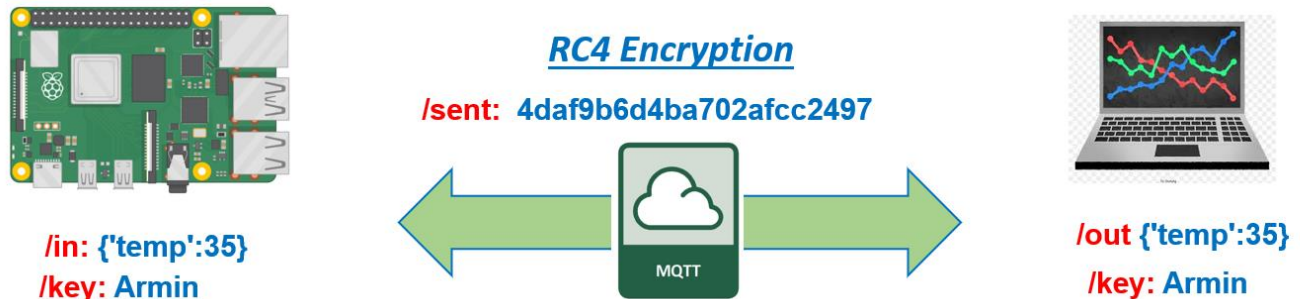 RC4 Encryption
/sent: 4daf9b6d4ba702afcc2497
/in: {'temp':35}
/key: Armin
MQTT
/out {'temp':35}
/key: Armin